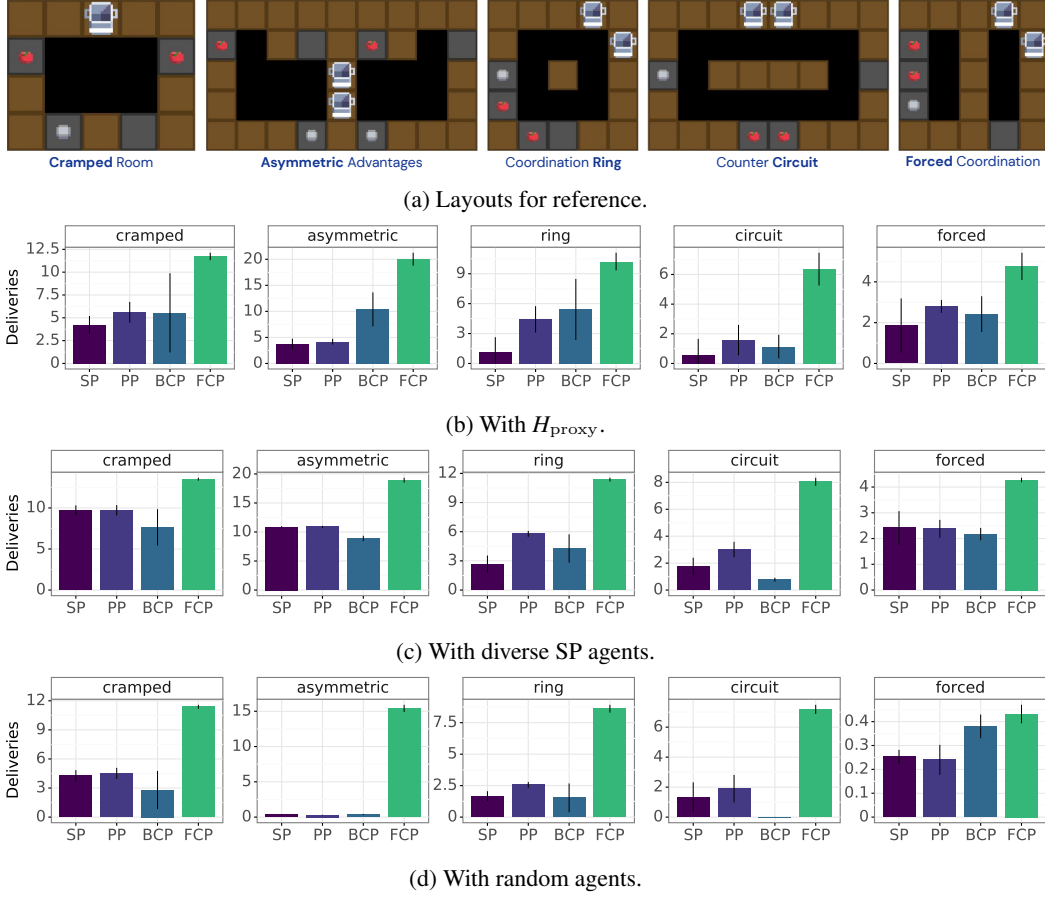 Cramped Room Asymmetric Advantages Coordination Ring Counter Circuit Forced Coordination
(a) Layouts for reference.
cramped asymmetric ring circuit forced
Deliveries
12.5 10.0 7.5 5.0 2.5 0
20 15 10 5 0
9 6 3 0
6 4 2 0
4 2 0
SP PP BCP FCP SP PP BCP FCP SP PP BCP FCP SP PP BCP FCP SP PP BCP FCP
(b) With Hproxy.
cramped asymmetric ring circuit forced
Deliveries
10 5 0
20 15 10 5 0
12 9 6 3 0
8 6 4 2 0
4 3 2 1 0
SP PP BCP FCP SP PP BCP FCP SP PP BCP FCP SP PP BCP FCP SP PP BCP FCP
(c) With diverse SP agents.
cramped asymmetric ring circuit forced
Deliveries
12 9 6 3 0
15 10 5 0
7.5 5.0 2.5 0
6 4 2 0
0.4 0.3 0.2 0.1 0
SP PP BCP FCP SP PP BCP FCP SP PP BCP FCP SP PP BCP FCP SP PP BCP FCP
(d) With random agents.